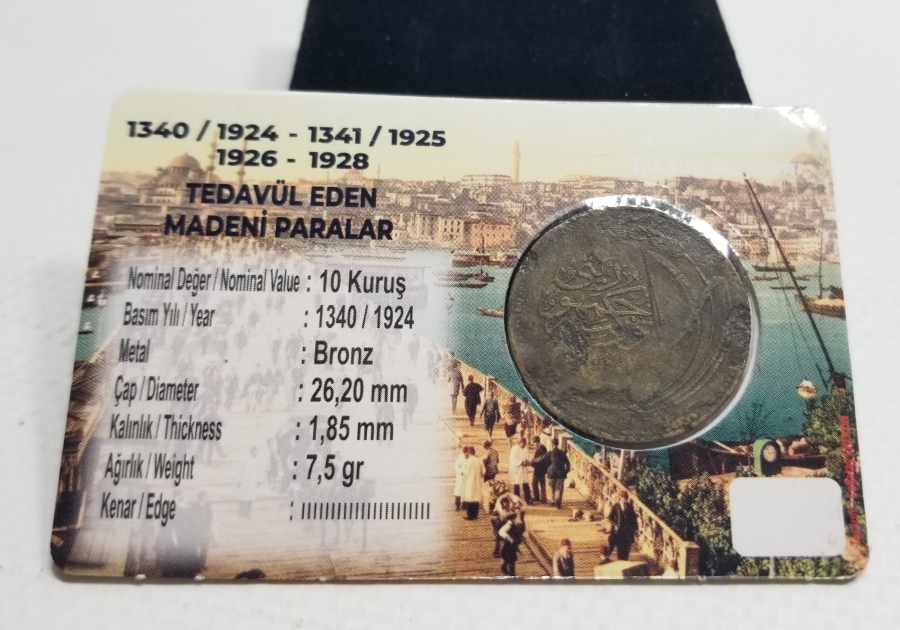 1340 / 1924 - 1341 / 1925
1926 - 1928
TEDAVÜL EDEN
MADENİ PARALAR
Nominal Değer / Nominal Value : 10 Kuruş
Basım Yılı / Year : 1340 / 1924
Metal : Bronz
Çap / Diameter : 26,20 mm
Kalınlık / Thickness : 1,85 mm
Ağırlık / Weight : 7,5 gr
Kenar / Edge : ıııııııııııııııııııııııı